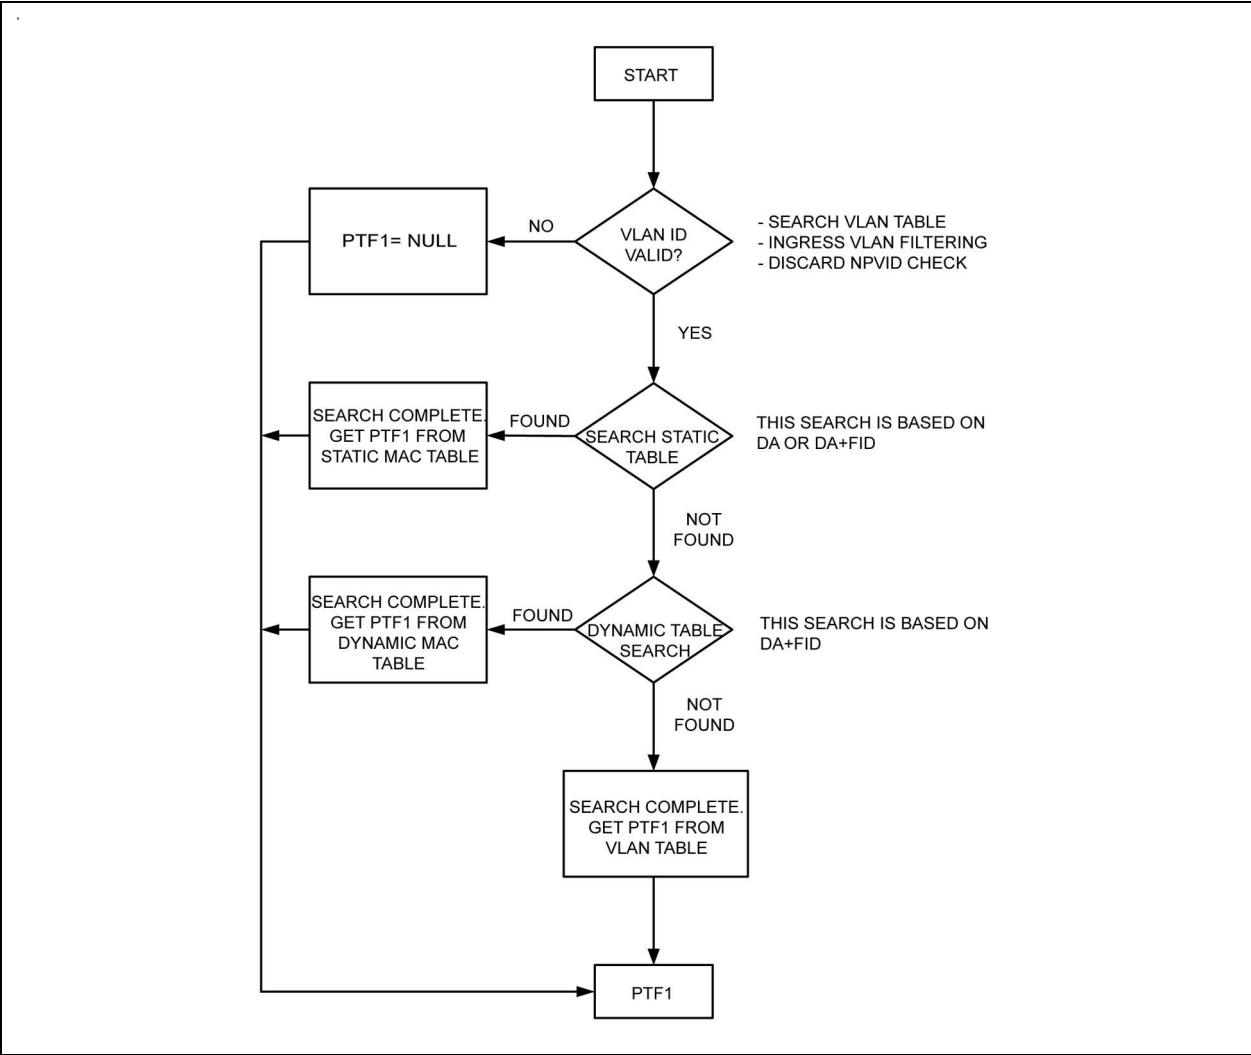 START
NO
PTF1= NULL
VLAN ID
VALID?
- SEARCH VLAN TABLE
- INGRESS VLAN FILTERING
- DISCARD NPVID CHECK
YES
SEARCH COMPLETE.
GET PTF1 FROM
STATIC MAC TABLE
FOUND
SEARCH STATIC
TABLE
THIS SEARCH IS BASED ON
DA OR DA+FID
NOT
FOUND
SEARCH COMPLETE.
GET PTF1 FROM
DYNAMIC MAC
TABLE
FOUND
DYNAMIC TABLE
SEARCH
THIS SEARCH IS BASED ON
DA+FID
NOT
FOUND
SEARCH COMPLETE.
GET PTF1 FROM
VLAN TABLE
PTF1